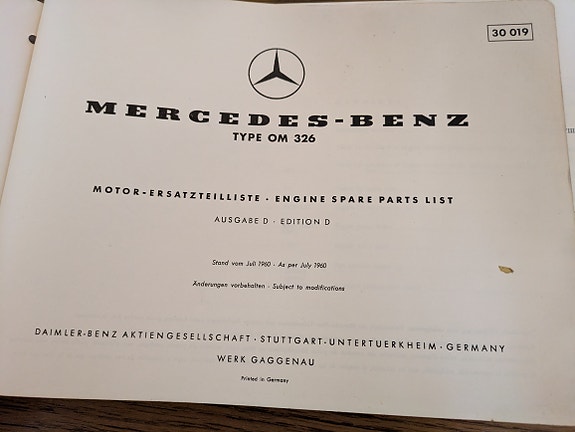 30 019
MERCEDES-BENZ
TYPE OM 326
MOTOR-ERSATZTEILLISTE · ENGINE SPARE PARTS LIST
AUSGABE D · EDITION D
Stand vom Juli 1960 · As per July 1960
Änderungen vorbehalten · Subject to modifications
DAIMLER-BENZ AKTIENGESELLSCHAFT · STUTTGART-UNTERTUERKHEIM · GERMANY
WERK GAGGENAU
Printed in Germany